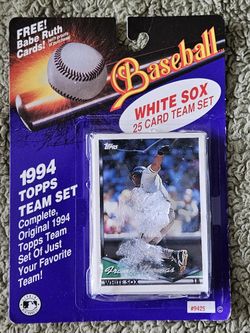 FREE!
Babe Ruth
Cards!
Baseball
WHITE SOX
25 CARD TEAM SET
1994
TOPPS
TEAM SET
Complete,
Original 1994
Topps Team
Set Of Just
Your Favorite
Team!
Topps
WHITE SOX
#9425